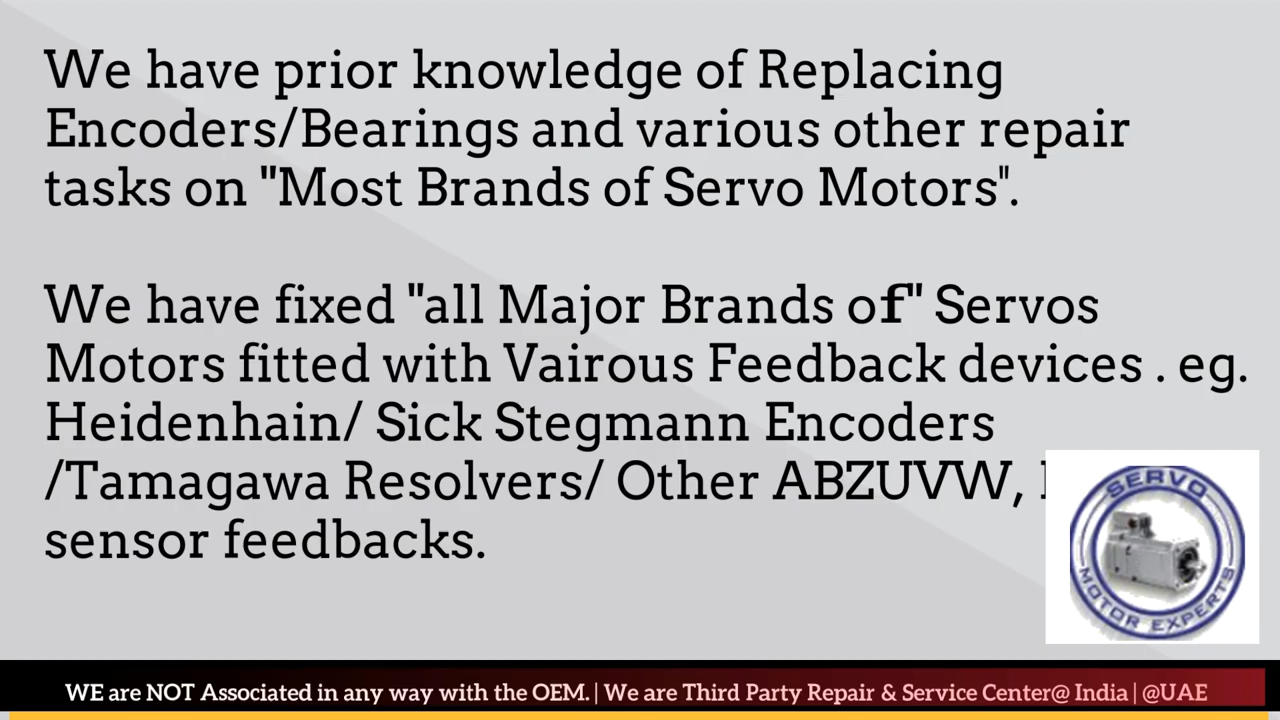 We have prior knowledge of Replacing
Encoders/Bearings and various other repair
tasks on "Most Brands of Servo Motors".
We have fixed "all Major Brands of" Servos
Motors fitted with Vairous Feedback devices . eg.
Heidenhain/ Sick Stegmann Encoders
/Tamagawa Resolvers/ Other ABZUVW,
sensor feedbacks.
SERVO
MOTOR EXPERTS
WE are NOT Associated in any way with the OEM. | We are Third Party Repair & Service Center@ India | @UAE